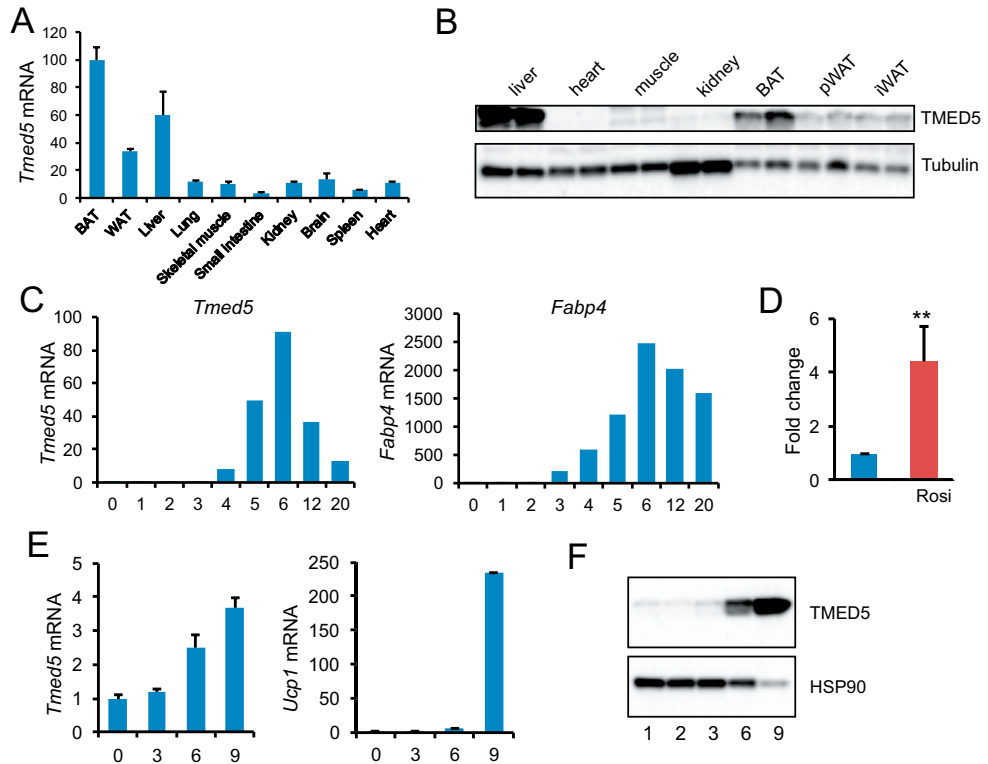 A
Tmed5 mRNA
120
100
80
60
40
20
0
BAT
WAT
Liver
Lung
Skeletal muscle
Small intestine
Kidney
Brain
Spleen
Heart
B
liver
heart
muscle
kidney
BAT
pWAT
iWAT
TMED5
Tubulin
C
Tmed5
Tmed5 mRNA
100
80
60
40
20
0
0 1 2 3 4 5 6 12 20
Fabp4
Fabp4 mRNA
3000
2500
2000
1500
1000
500
0
0 1 2 3 4 5 6 12 20
D
Fold change
6
4
2
0
**
Rosi
E
Tmed5 mRNA
5
4
3
2
1
0
0 3 6 9
Ucp1 mRNA
250
200
150
100
50
0
0 3 6 9
F
TMED5
HSP90
1 2 3 6 9